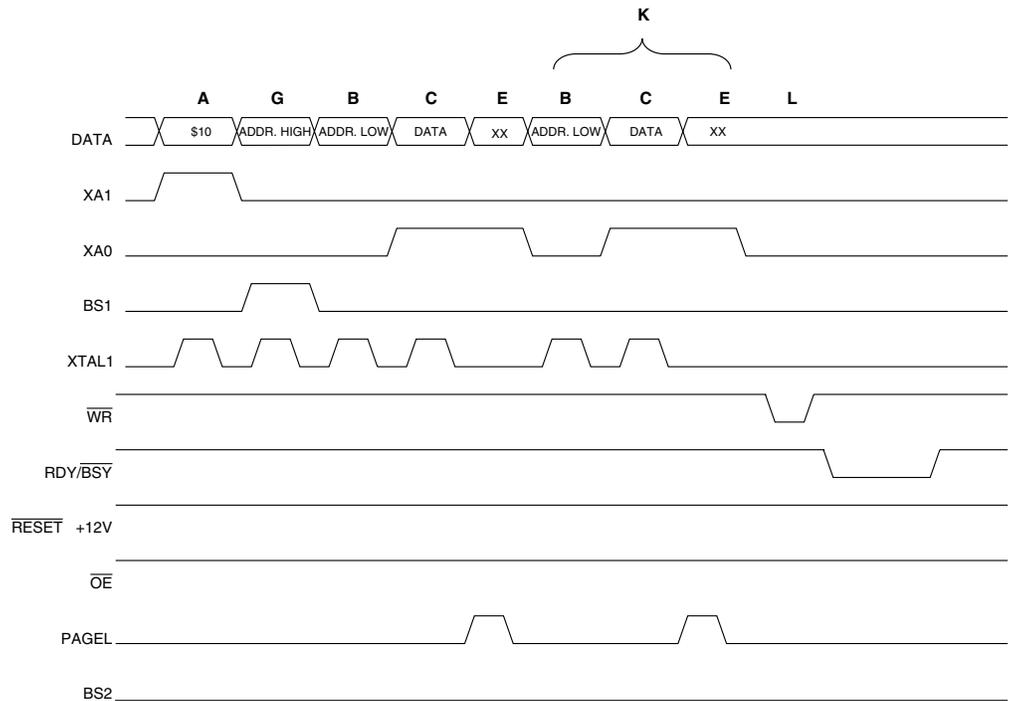 K
A G B C E B C E L
DATA $10 ADDR. HIGH ADDR. LOW DATA XX ADDR. LOW DATA XX
XA1
XA0
BS1
XTAL1
WR
RDY/BSY
RESET +12V
OE
PAGEL
BS2